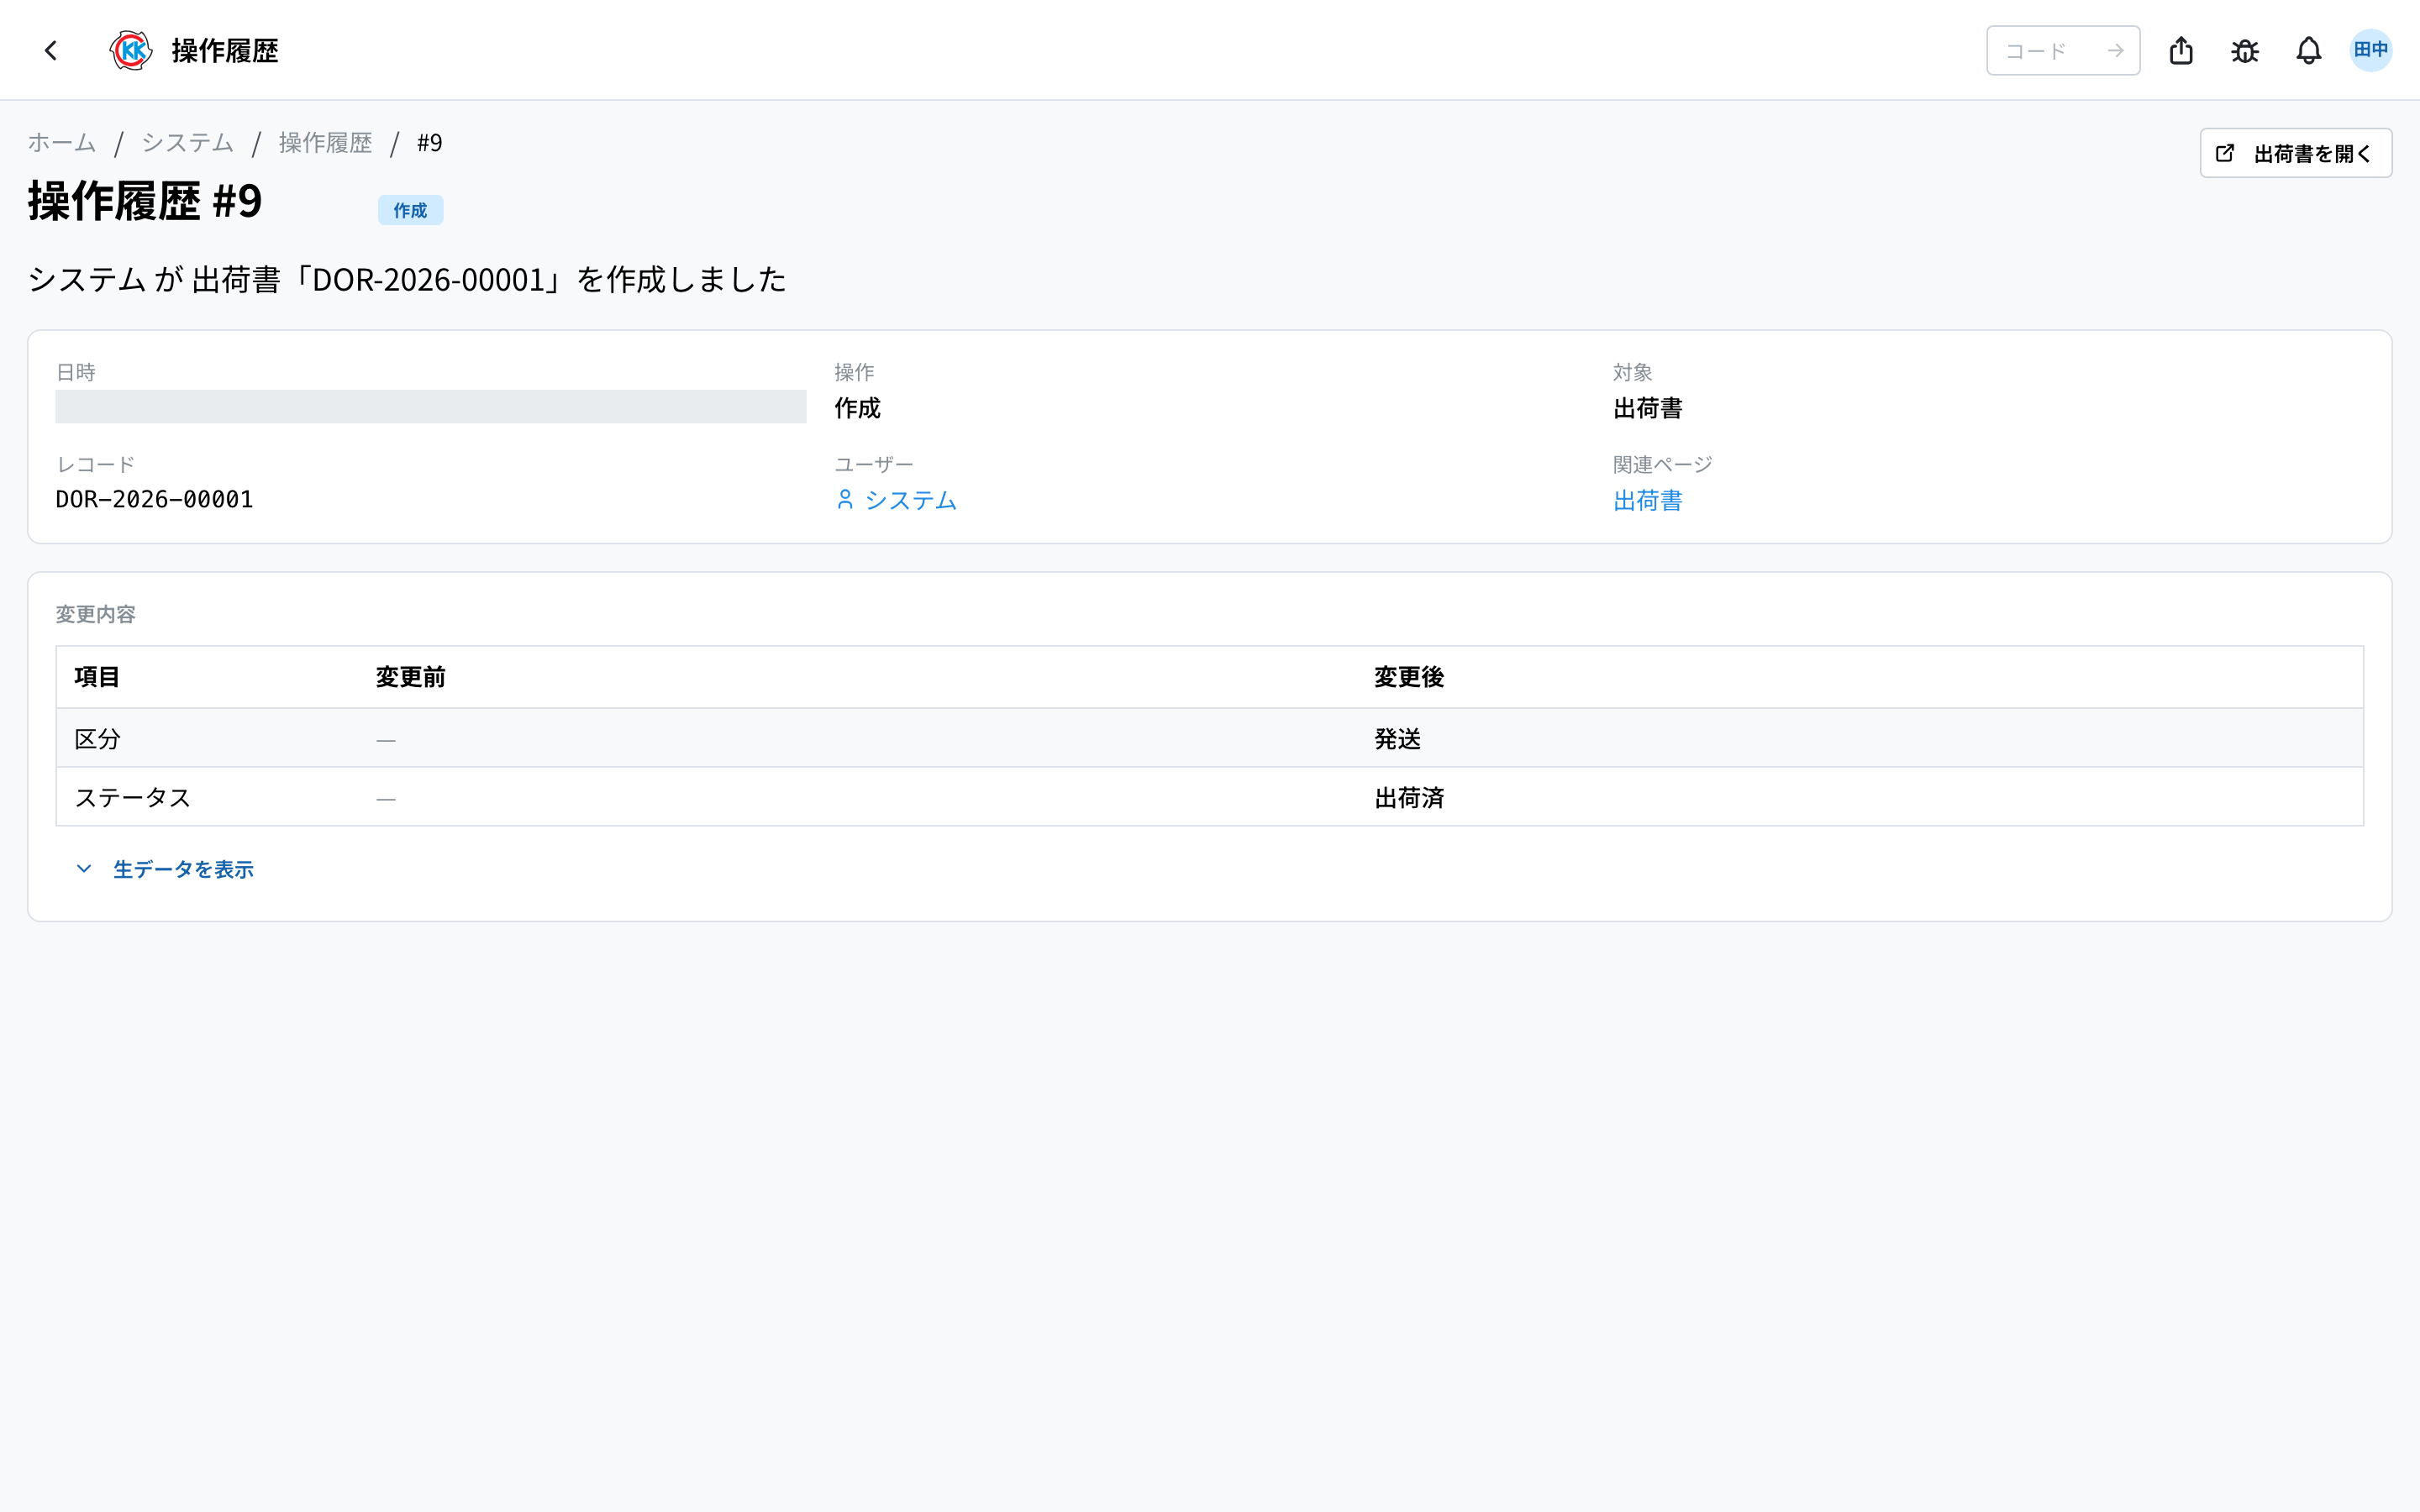 KK 操作履歴
コード
田中
ホーム / システム / 操作履歴 / #9
出荷書を開く
操作履歴 #9
作成
システム が 出荷書「DOR-2026-00001」を作成しました
日時
操作
作成
対象
出荷書
レコード
DOR-2026-00001
ユーザー
システム
関連ページ
出荷書
変更内容
項目 変更前 変更後
区分 — 発送
ステータス — 出荷済
生データを表示